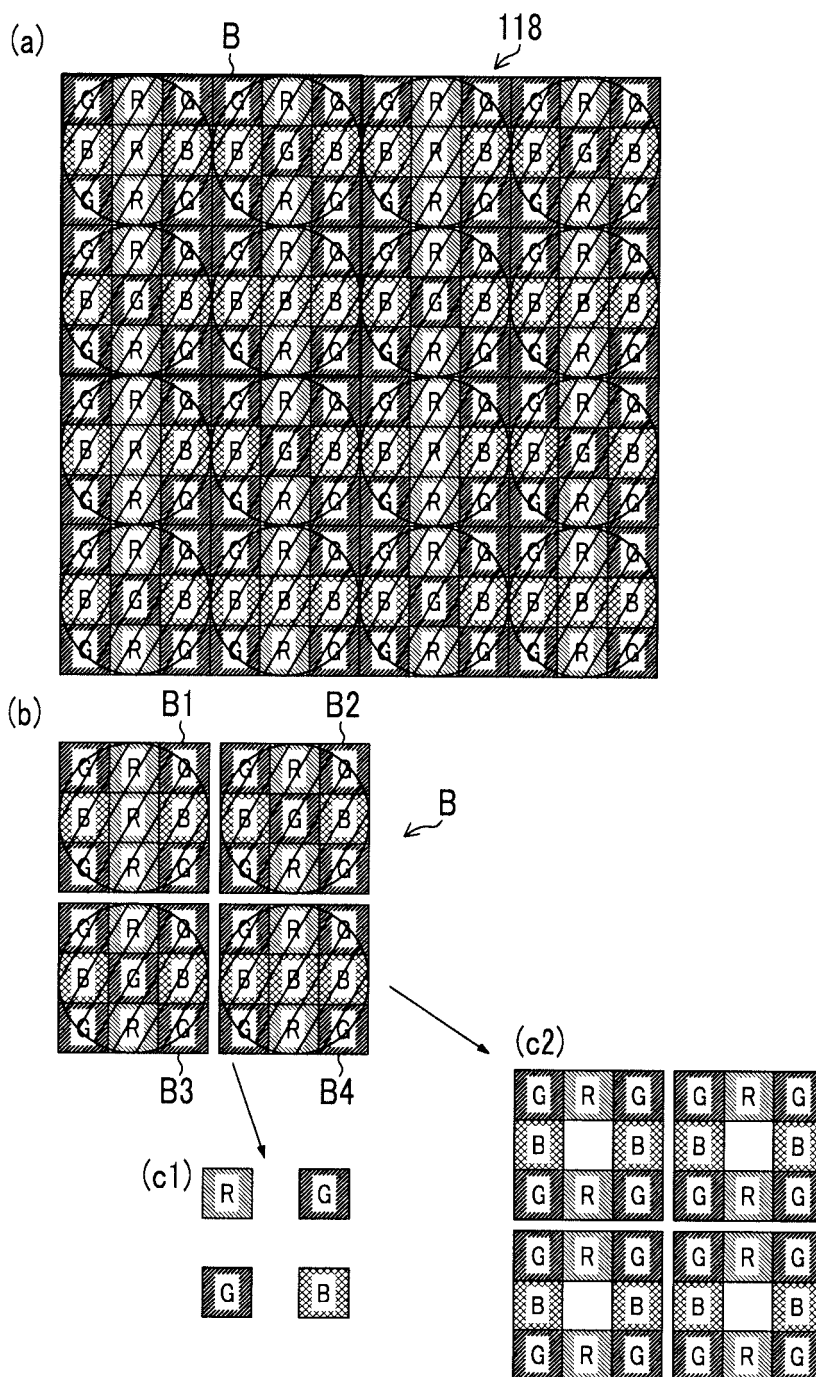 (a) B 118
G R G G R G G R G G R G
B R B B G B B R B B G B
G R G G R G G R G G R G
G R G G R G G R G G R G
B G B B B B B G B B G B
G R G G R G G R G G R G
G R G G R G G R G G R G
B R B B G B B R B B G B
G R G G R G G R G G R G
G R G G R G G R G G R G
B G B B B B B G B B B B
G R G G R G G R G G R G
(b) B1 B2
G R G G R G
B R B B G B
B
G R G G R G
G R G G R G
B G B B B B
G R G G R G
B3 B4
(c1)
R G
G B
(c2)
G R G G R G
B B B B
G R G G R G
G R G G R G
B B B B
G R G G R G